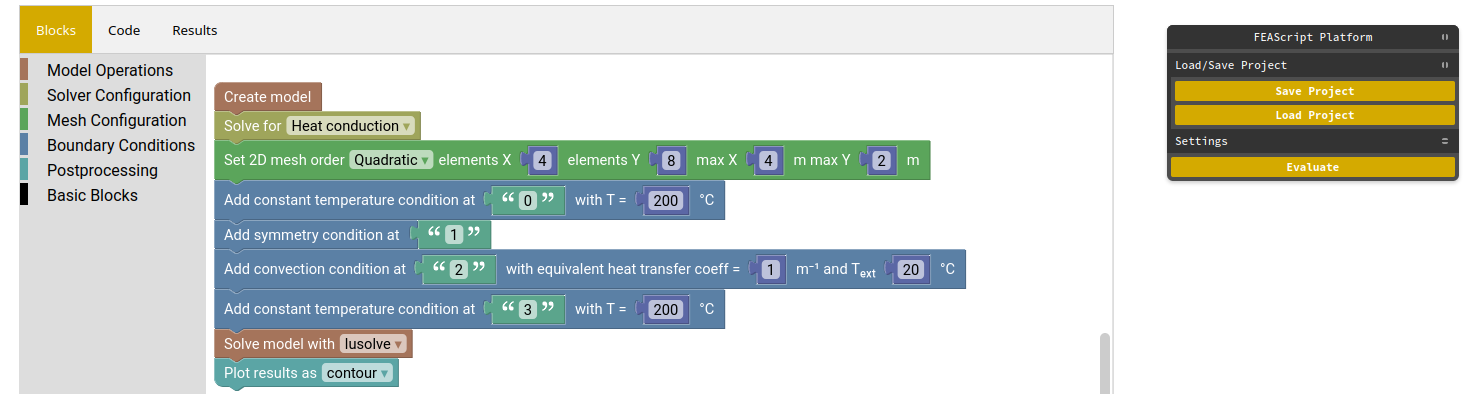 Blocks Code Results
Model Operations
Solver Configuration
Mesh Configuration
Boundary Conditions
Postprocessing
Basic Blocks
Create model
Solve for Heat conduction
Set 2D mesh order Quadratic elements X 4 elements Y 8 max X 4 m max Y 2 m
Add constant temperature condition at “ 0 ” with T = 200 °C
Add symmetry condition at “ 1 ”
Add convection condition at “ 2 ” with equivalent heat transfer coeff = 1 m⁻¹ and Text 20 °C
Add constant temperature condition at “ 3 ” with T = 200 °C
Solve model with lusolve
Plot results as contour
FEAScript Platform
Load/Save Project
Save Project
Load Project
Settings
Evaluate